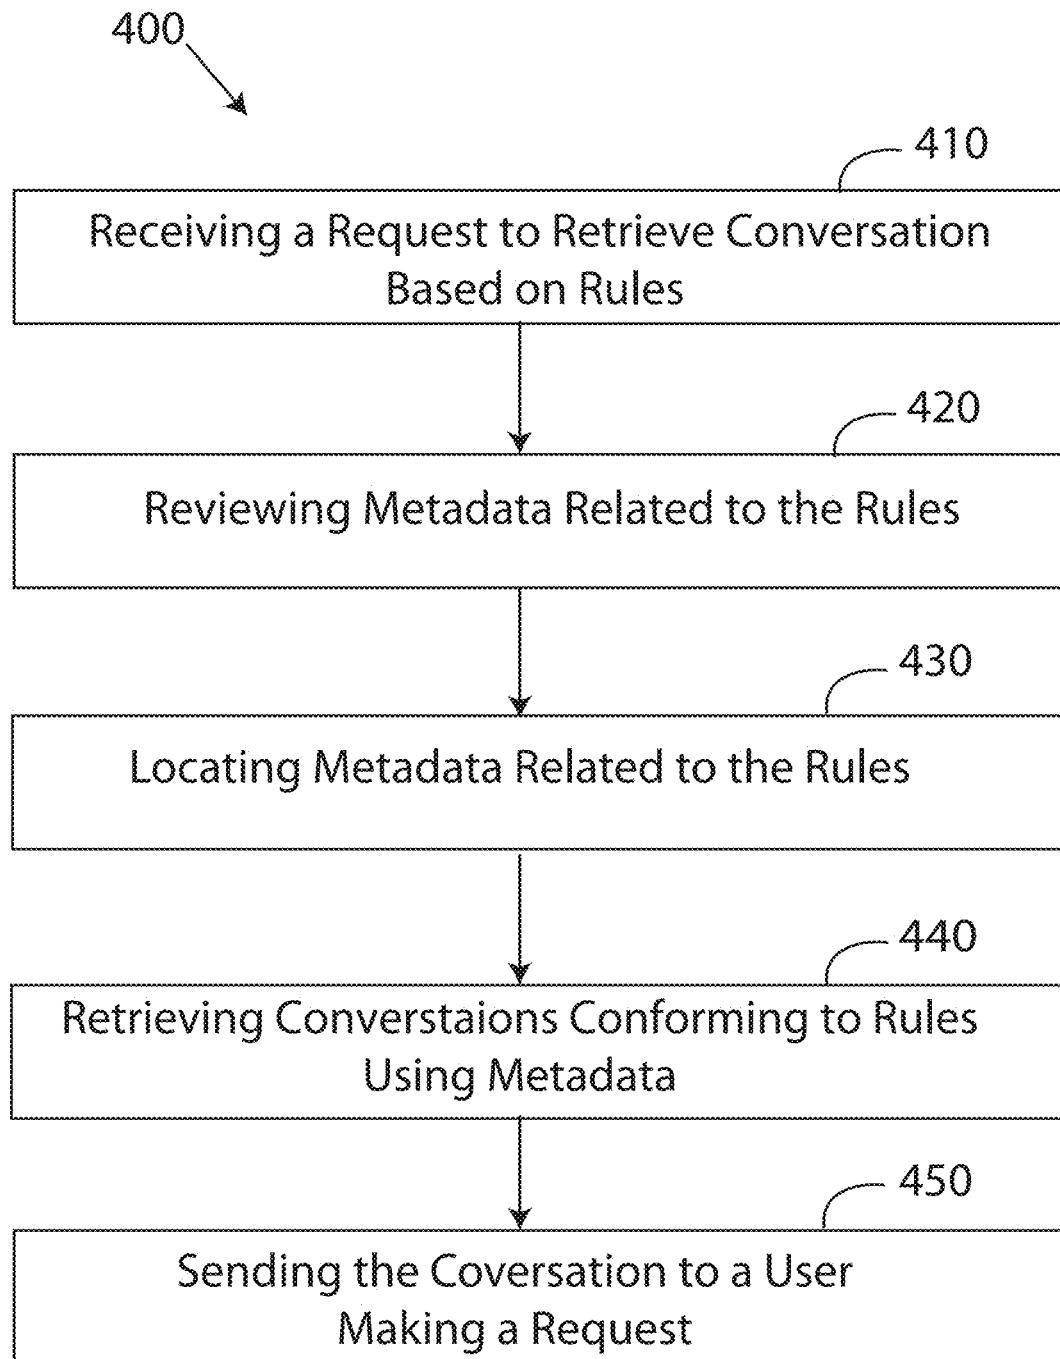 400
410
Receiving a Request to Retrieve Conversation
Based on Rules
420
Reviewing Metadata Related to the Rules
430
Locating Metadata Related to the Rules
440
Retrieving Converstaions Conforming to Rules
Using Metadata
450
Sending the Coversation to a User
Making a Request